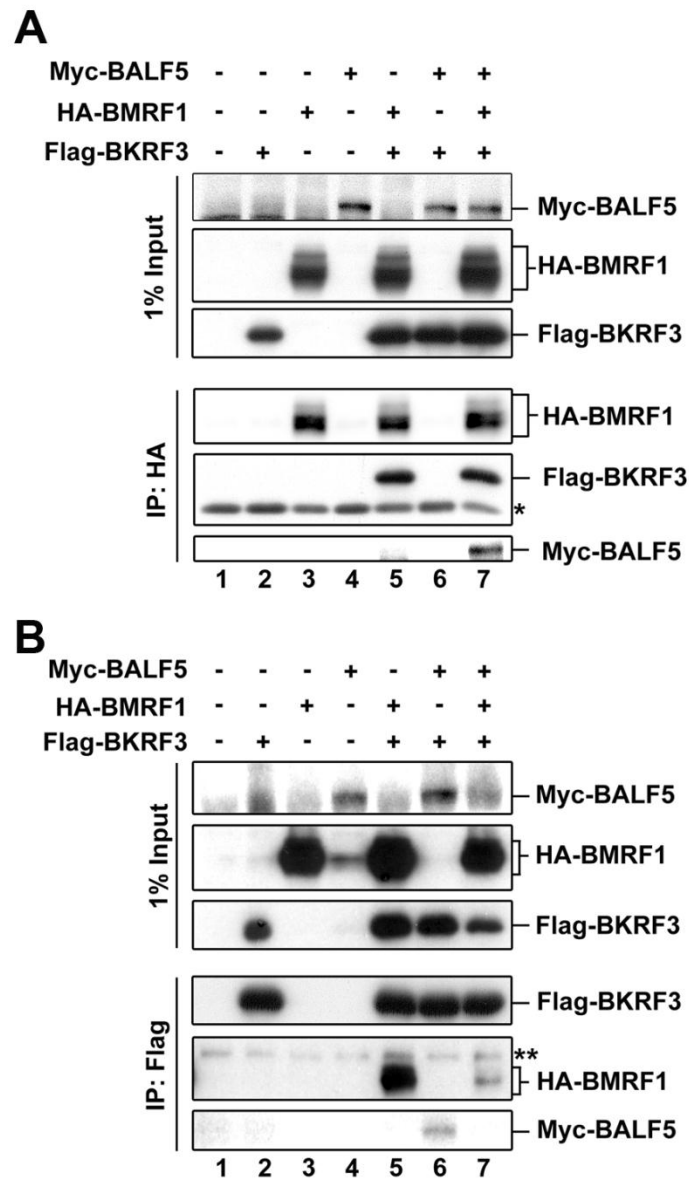 A
Myc-BALF5 - - - + - + +
HA-BMRF1 - - + - + - +
Flag-BKRF3 - + - - + + +
1% Input
Myc-BALF5
HA-BMRF1
Flag-BKRF3
IP: HA
HA-BMRF1
Flag-BKRF3
*
Myc-BALF5
1 2 3 4 5 6 7
B
Myc-BALF5 - - - + - + +
HA-BMRF1 - - + - + - +
Flag-BKRF3 - + - - + + +
1% Input
Myc-BALF5
HA-BMRF1
Flag-BKRF3
IP: Flag
Flag-BKRF3
**
HA-BMRF1
Myc-BALF5
1 2 3 4 5 6 7